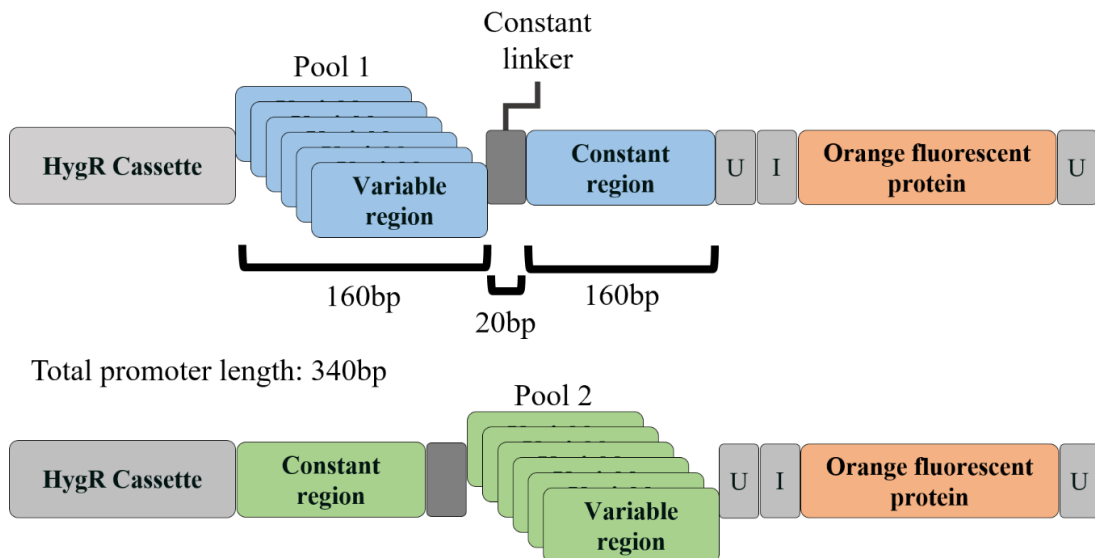 Constant
linker
Pool 1
HygR Cassette
Variable
region
Constant
region
U
I
Orange fluorescent
protein
U
160bp
20bp
160bp
Total promoter length: 340bp
Pool 2
HygR Cassette
Constant
region
Variable
region
U
I
Orange fluorescent
protein
U